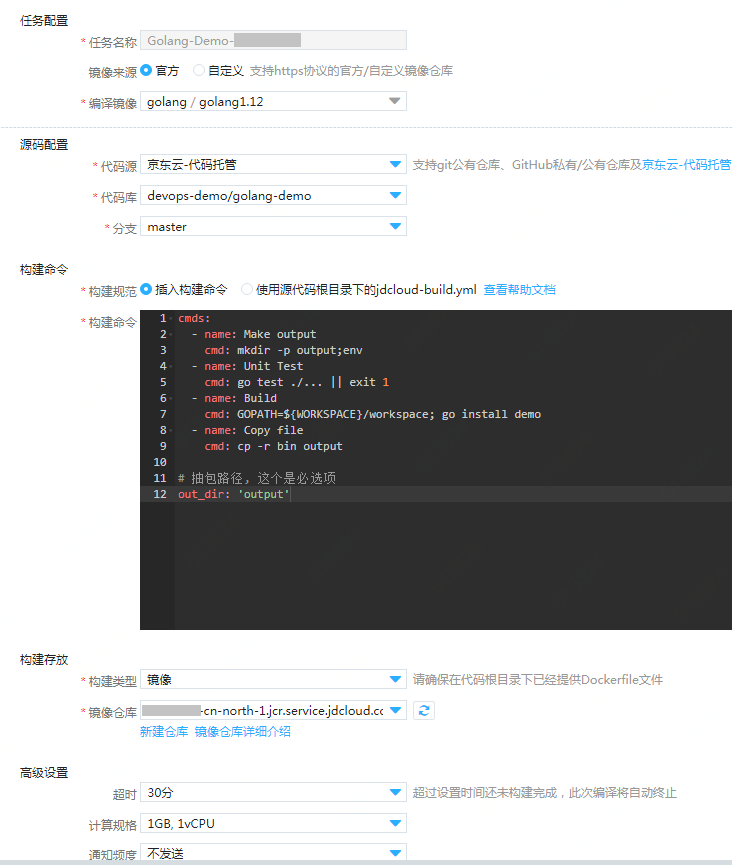 任务配置
* 任务名称 Golang-Demo-
镜像来源 官方 自定义 支持https协议的官方/自定义镜像仓库
* 编译镜像 golang / golang1.12
源码配置
* 代码源 京东云-代码托管 支持git公有仓库、GitHub私有/公有仓库及京东云-代码托管
* 代码库 devops-demo/golang-demo
* 分支 master
构建命令
* 构建规范 插入构建命令 使用源代码根目录下的jdcloud-build.yml 查看帮助文档
* 构建命令 1 cmds:
2 - name: Make output
3 cmd: mkdir -p output;env
4 - name: Unit Test
5 cmd: go test ./... || exit 1
6 - name: Build
7 cmd: GOPATH=${WORKSPACE}/workspace; go install demo
8 - name: Copy file
9 cmd: cp -r bin output
10
11 # 抽包路径, 这个是必选项
12 out_dir: 'output'
构建存放
* 构建类型 镜像 请确保在代码根目录下已经提供Dockerfile文件
* 镜像仓库 -cn-north-1.jcr.service.jdcloud.cc
新建仓库 镜像仓库详细介绍
高级设置
超时 30分 超过设置时间还未构建完成，此次编译将自动终止
计算规格 1GB, 1vCPU
通知频度 不发送